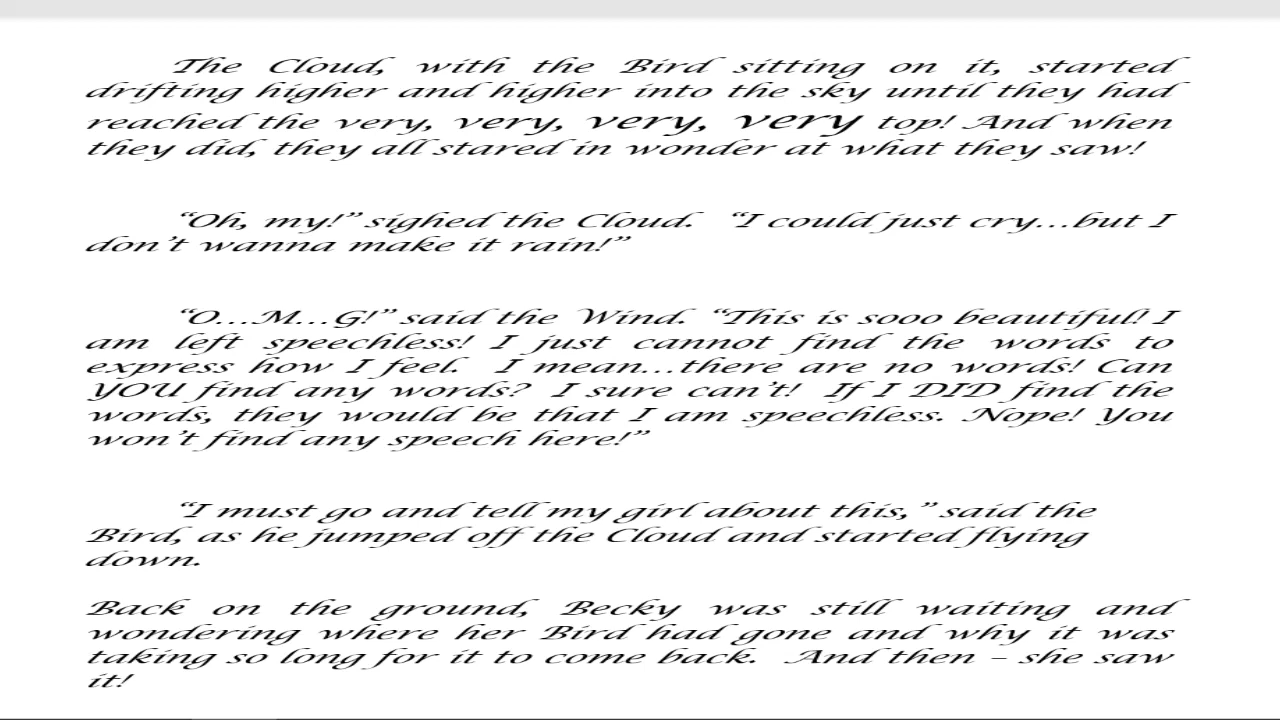 The Cloud, with the Bird sitting on it, started
drifting higher and higher into the sky until they had
reached the very, very, very, very top! And when
they did, they all stared in wonder at what they saw!
“Oh, my!” sighed the Cloud. “I could just cry…but I
don’t wanna make it rain!”
“O…M…G!” said the Wind. “This is sooo beautiful! I
am left speechless! I just cannot find the words to
express how I feel. I mean…there are no words! Can
YOU find any words? I sure can’t! If I DID find the
words, they would be that I am speechless. Nope! You
won’t find any speech here!”
“I must go and tell my girl about this,” said the
Bird, as he jumped off the Cloud and started flying
down.
Back on the ground, Becky was still waiting and
wondering where her Bird had gone and why it was
taking so long for it to come back. And then – she saw
it!